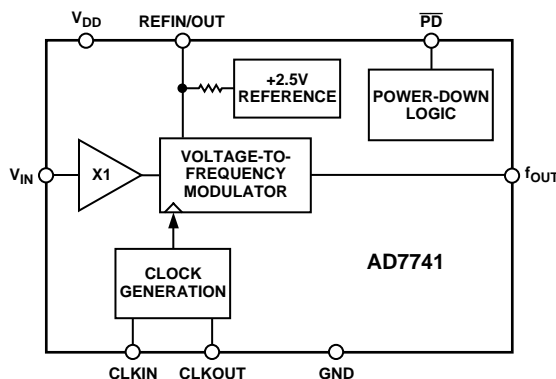 VDD
REFIN/OUT
PD
+2.5V
REFERENCE
POWER-DOWN
LOGIC
VIN
X1
VOLTAGE-TO-
FREQUENCY
MODULATOR
fOUT
AD7741
CLOCK
GENERATION
CLKIN
CLKOUT
GND